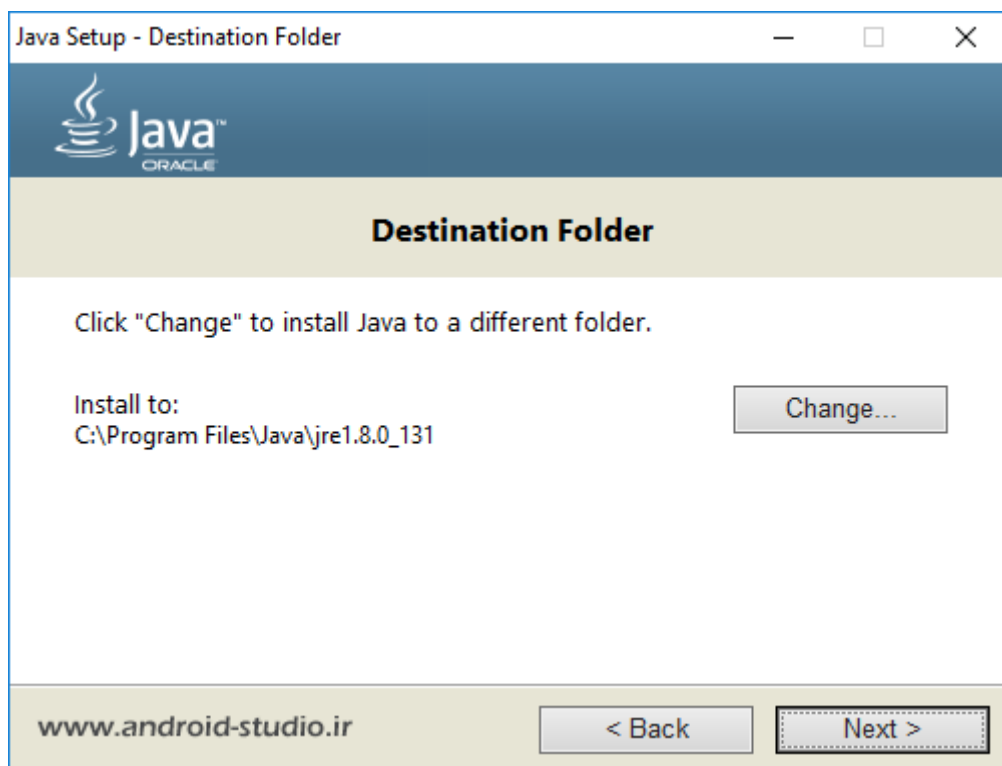 Java Setup - Destination Folder
Java™
ORACLE
Destination Folder
Click "Change" to install Java to a different folder.
Install to:
Change...
C:\Program Files\Java\jre1.8.0_131
www.android-studio.ir
< Back
Next >